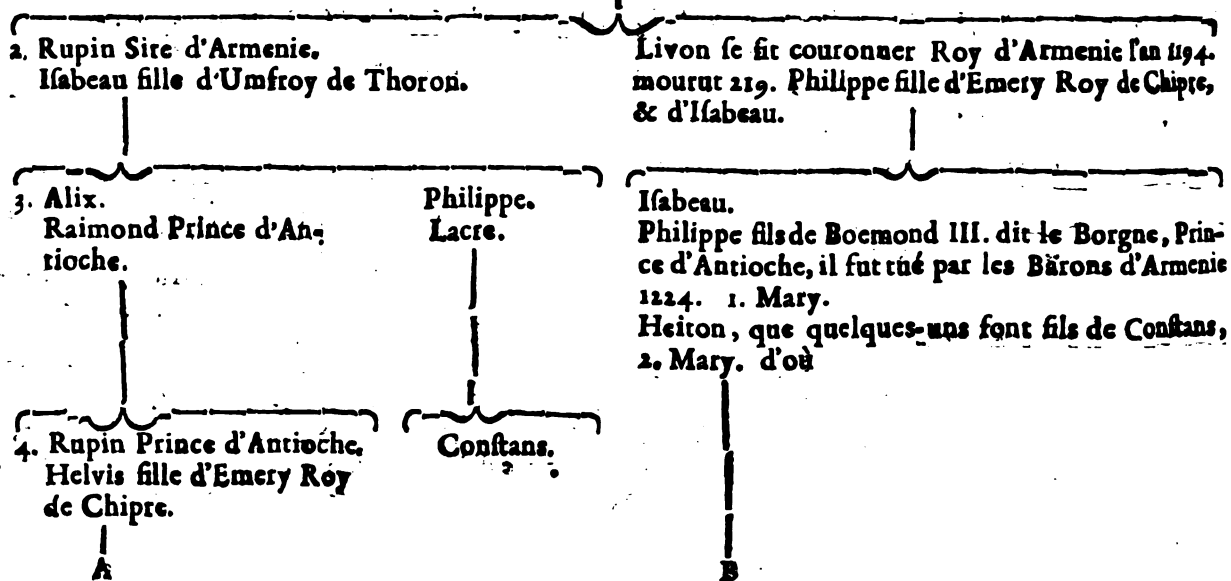 2. Rupin Sire d'Armenie.
Iſabeau fille d'Umfroy de Thoron.
Livon ſe fit couronner Roy d'Armenie l'an 1194.
mourut 219. Philippe fille d'Emery Roy de Chipre,
& d'Iſabeau.
3. Alix.
Raimond Prince d'An-
tioche.
Philippe.
Lacre.
Iſabeau.
Philippe fils de Boemond III. dit le Borgne, Prin-
ce d'Antioche, il fut tué par les Barons d'Armenie
1224. 1. Mary.
Heiton, que quelques-uns font fils de Conſtans,
2. Mary. d'où
4. Rupin Prince d'Antioche.
Helvis fille d'Emery Roy
de Chipre.
Conſtans.
A
B